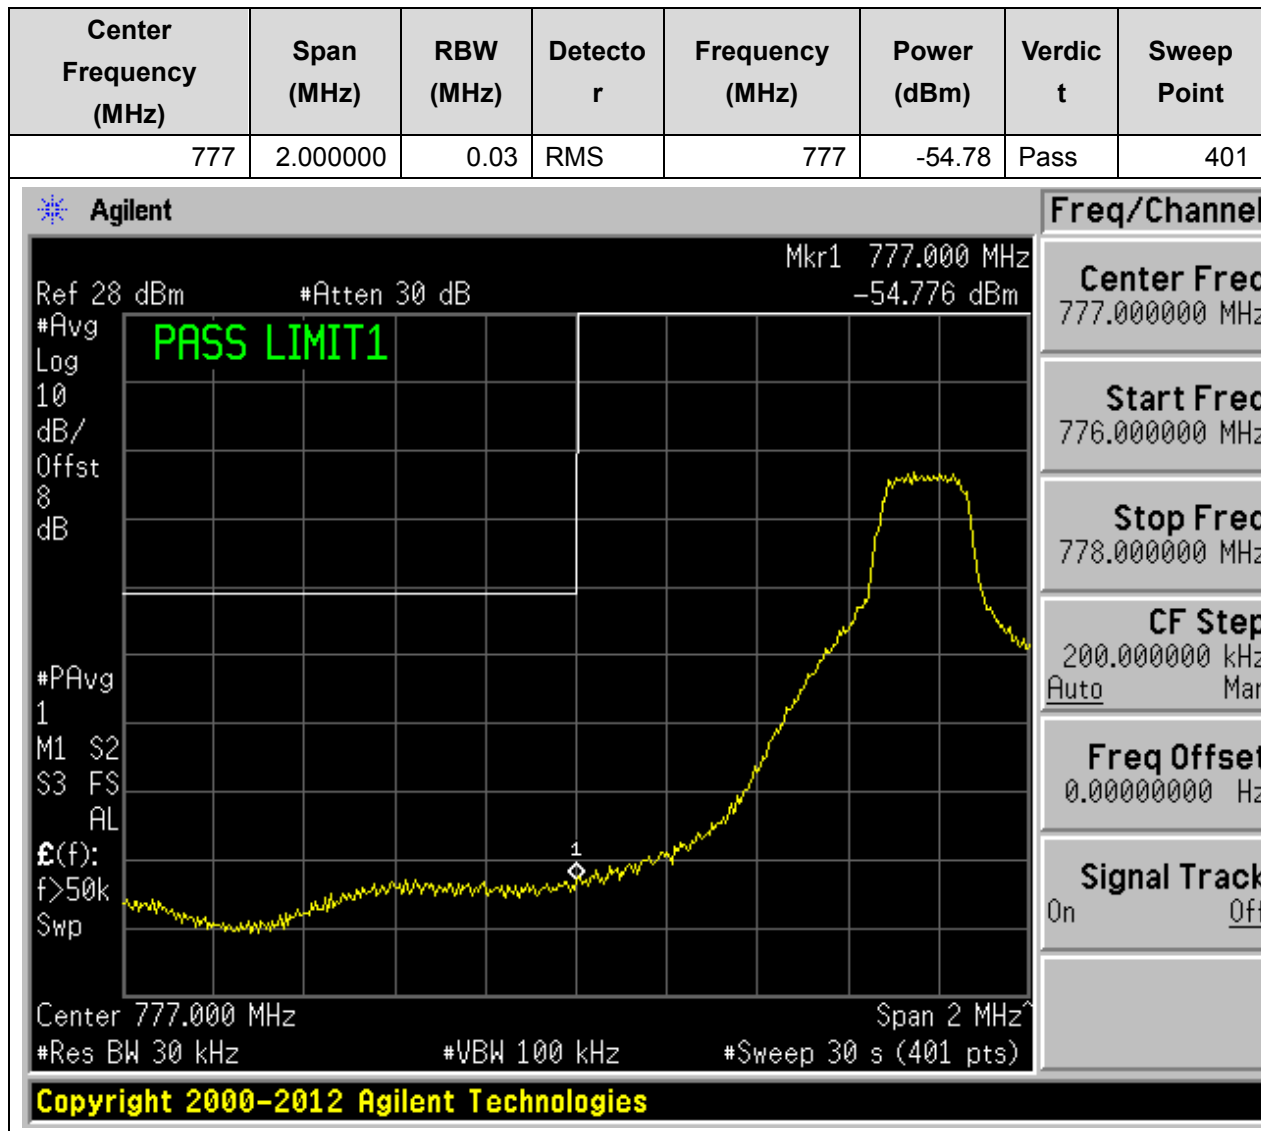 Center Frequency (MHz) Span (MHz) RBW (MHz) Detector Frequency (MHz) Power (dBm) Verdict Sweep Point
777 2.000000 0.03 RMS 777 -54.78 Pass 401
Agilent
Freq/Channel
Mkr1 777.000 MHz
Ref 28 dBm #Atten 30 dB -54.776 dBm
#Avg
Log
10
dB/
Offst
8
dB
PASS LIMIT1
#PAvg
1
M1 S2
S3 FS
AL
£(f):
f>50k
Swp
1
Center 777.000 MHz Span 2 MHz^
#Res BW 30 kHz #VBW 100 kHz #Sweep 30 s (401 pts)
Center Freq
777.000000 MHz
Start Freq
776.000000 MHz
Stop Freq
778.000000 MHz
CF Step
200.000000 kHz
Auto Man
Freq Offset
0.00000000 Hz
Signal Track
On Off
Copyright 2000-2012 Agilent Technologies